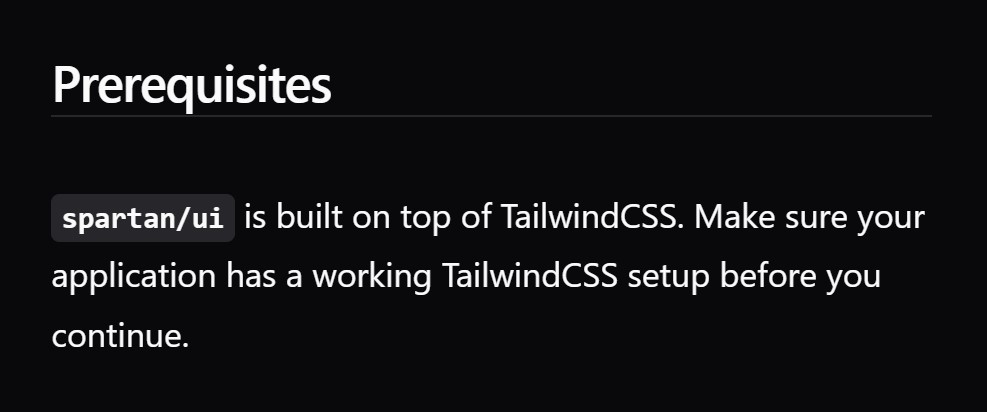 Prerequisites
spartan/ui is built on top of TailwindCSS. Make sure your
application has a working TailwindCSS setup before you
continue.